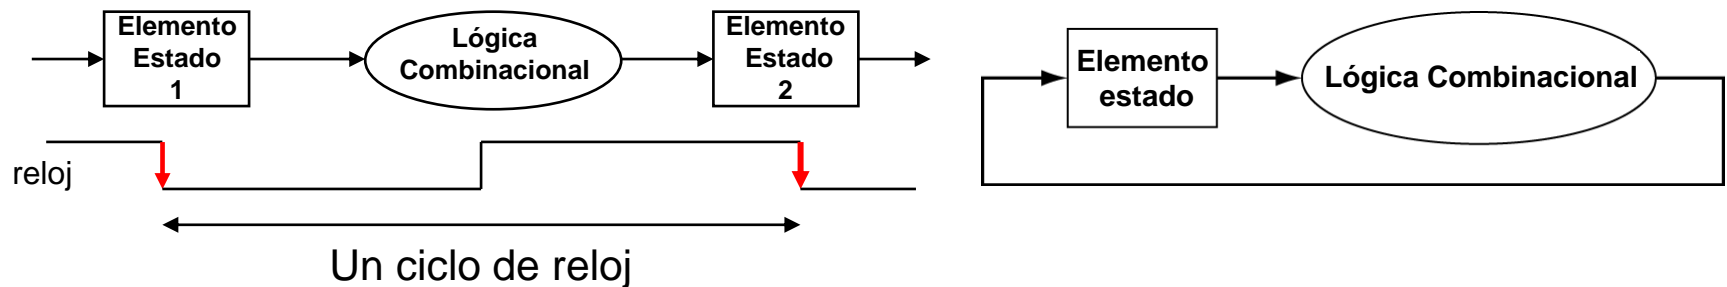 Elemento
Estado
1
Lógica
Combinacional
Elemento
Estado
2
Elemento
estado
Lógica Combinacional
reloj
Un ciclo de reloj